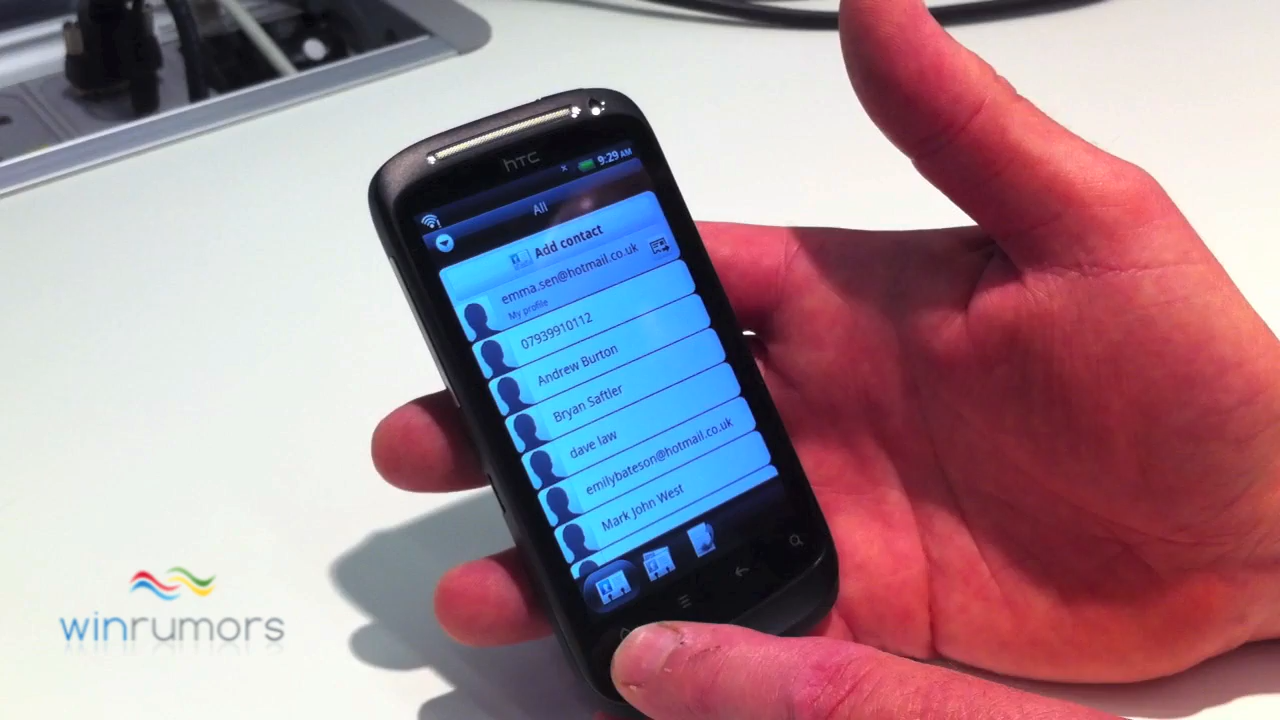 hTC
9:29 AM
All
Add contact
emma.sen@hotmail.co.uk
My profile
07939910112
Andrew Burton
Bryan Saftler
dave law
emilybateson@hotmail.co.uk
Mark John West
winrumors